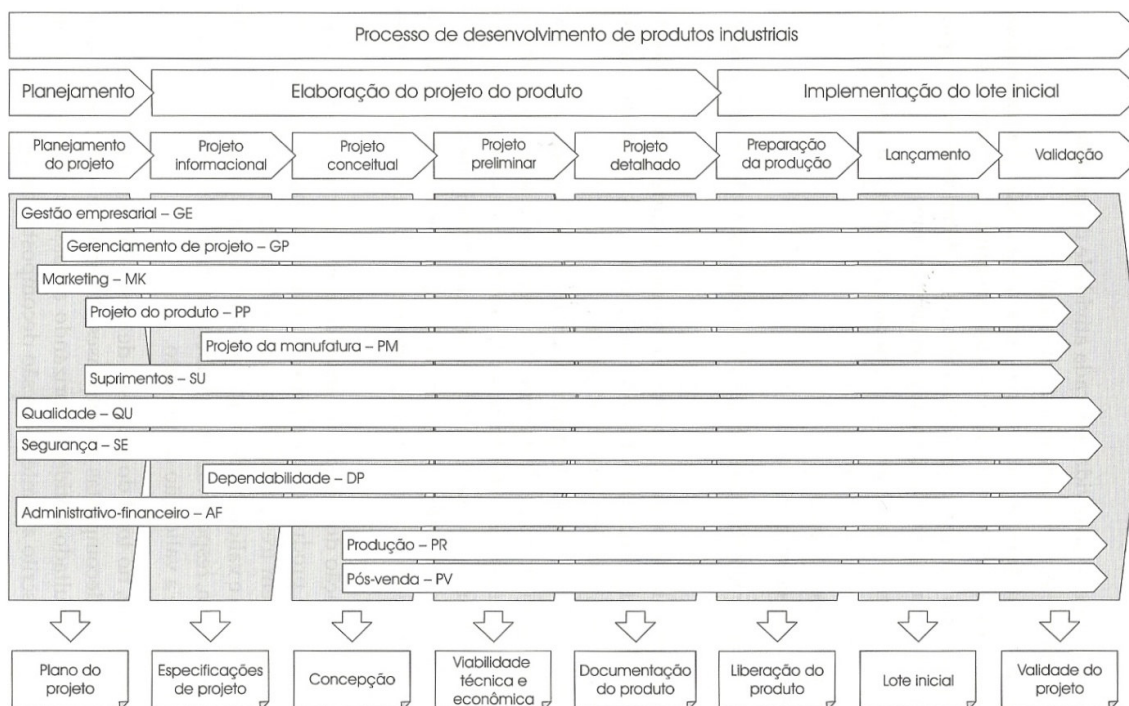 Processo de desenvolvimento de produtos industriais
Planejamento
Elaboração do projeto do produto
Implementação do lote inicial
Planejamento
do projeto
Projeto
informacional
Projeto
conceitual
Projeto
preliminar
Projeto
detalhado
Preparação
da produção
Lançamento
Validação
Gestão empresarial – GE
Gerenciamento de projeto – GP
Marketing – MK
Projeto do produto – PP
Projeto da manufatura – PM
Suprimentos – SU
Qualidade – QU
Segurança – SE
Dependabilidade – DP
Administrativo-financeiro – AF
Produção – PR
Pós-venda – PV
Plano do
projeto
Especificações
de projeto
Concepção
Viabilidade
técnica e
econômica
Documentação
do produto
Liberação do
produto
Lote inicial
Validade do
projeto